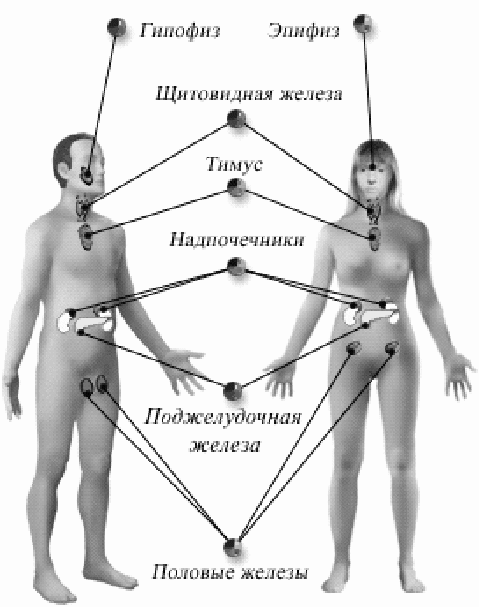 Гипофиз
Эпифиз
Щитовидная железа
Тимус
Надпочечники
Поджелудочная
железа
Половые железы